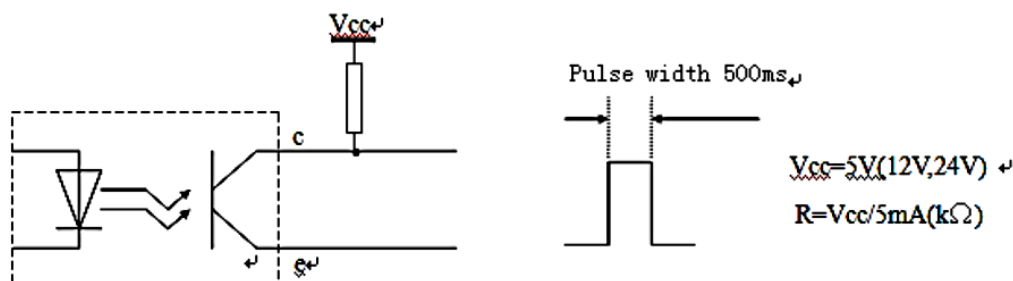 Vcc↵
c
↵ e↵
Pulse width 500ms↵
Vcc=5V(12V,24V) ↵
R=Vcc/5mA(kΩ)